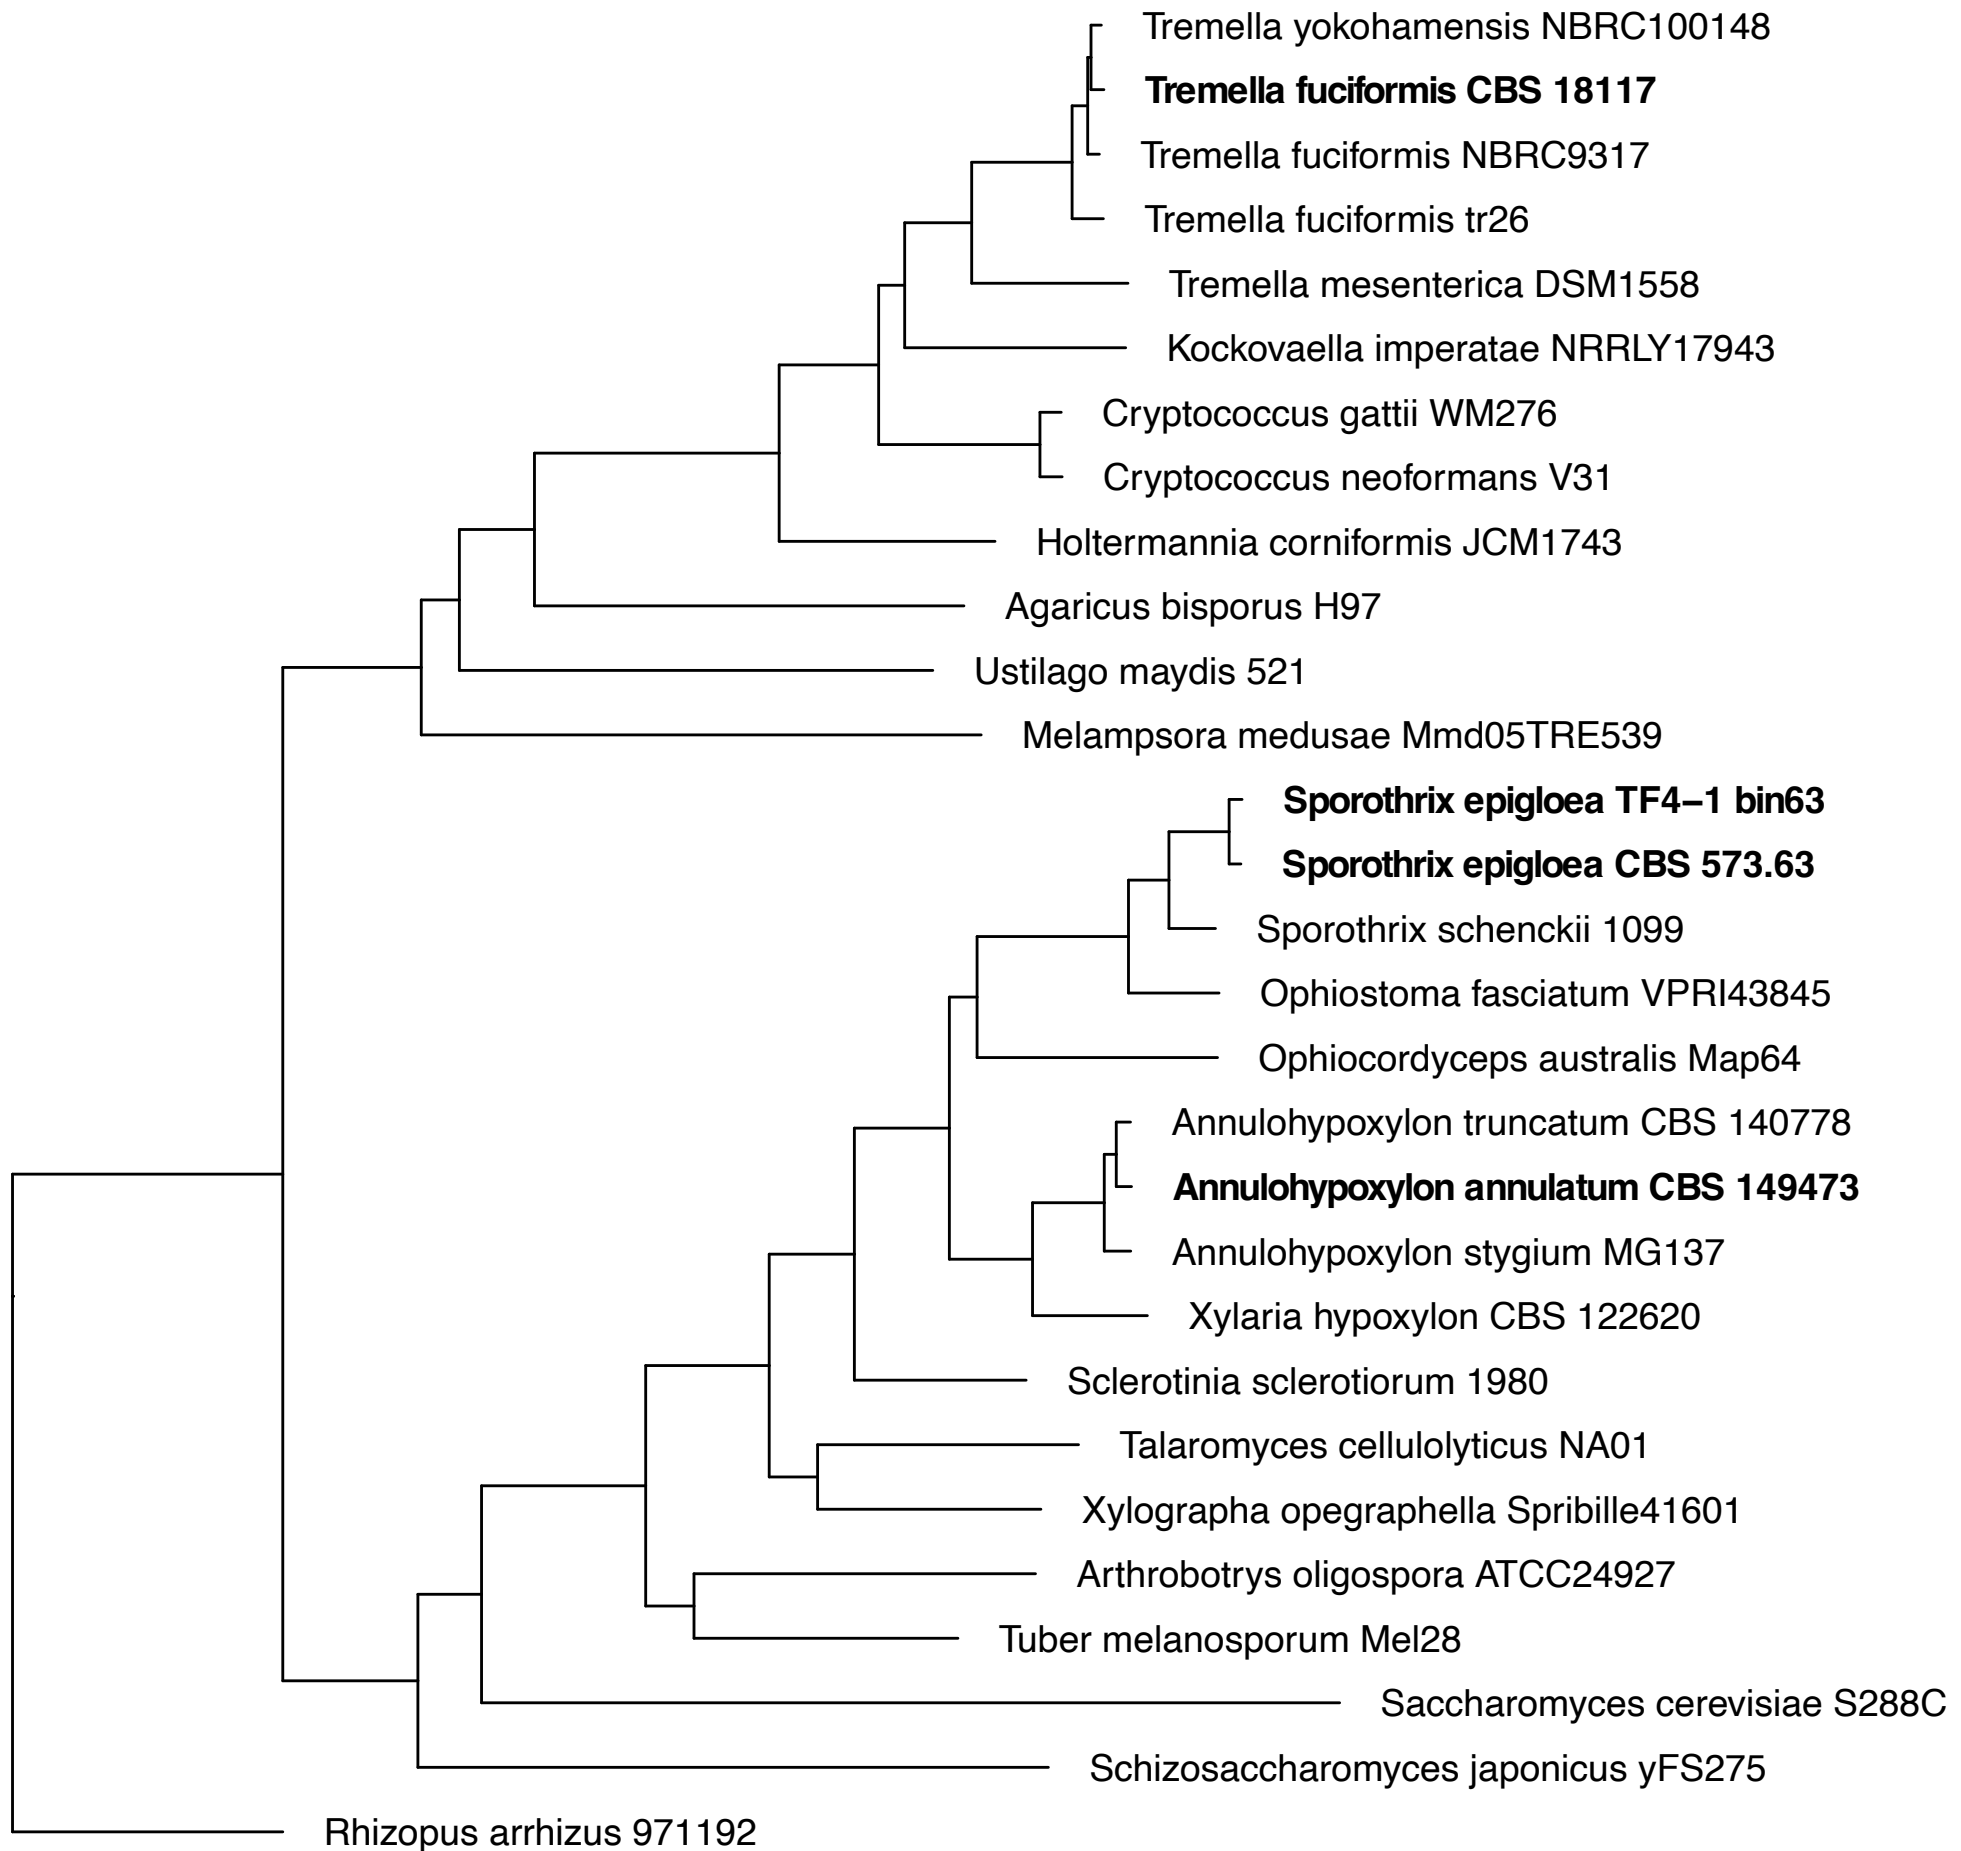 Tremella yokohamensis NBRC100148
Tremella fuciformis CBS 18117
Tremella fuciformis NBRC9317
Tremella fuciformis tr26
Tremella mesenterica DSM1558
Kockovaella imperatae NRRLY17943
Cryptococcus gattii WM276
Cryptococcus neoformans V31
Holtermannia corniformis JCM1743
Agaricus bisporus H97
Ustilago maydis 521
Melampsora medusae Mmd05TRE539
Sporothrix epigloea TF4−1 bin63
Sporothrix epigloea CBS 573.63
Sporothrix schenckii 1099
Ophiostoma fasciatum VPRI43845
Ophiocordyceps australis Map64
Annulohypoxylon truncatum CBS 140778
Annulohypoxylon annulatum CBS 149473
Annulohypoxylon stygium MG137
Xylaria hypoxylon CBS 122620
Sclerotinia sclerotiorum 1980
Talaromyces cellulolyticus NA01
Xylographa opegraphella Spribille41601
Arthrobotrys oligospora ATCC24927
Tuber melanosporum Mel28
Saccharomyces cerevisiae S288C
Schizosaccharomyces japonicus yFS275
Rhizopus arrhizus 971192